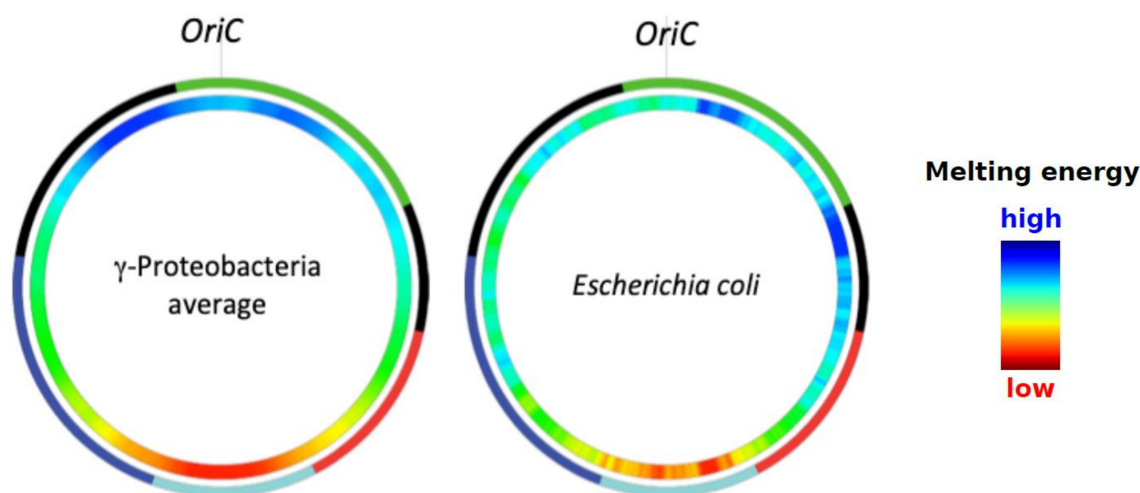 OriC
OriC
γ-Proteobacteria
average
Escherichia coli
Melting energy
high
low